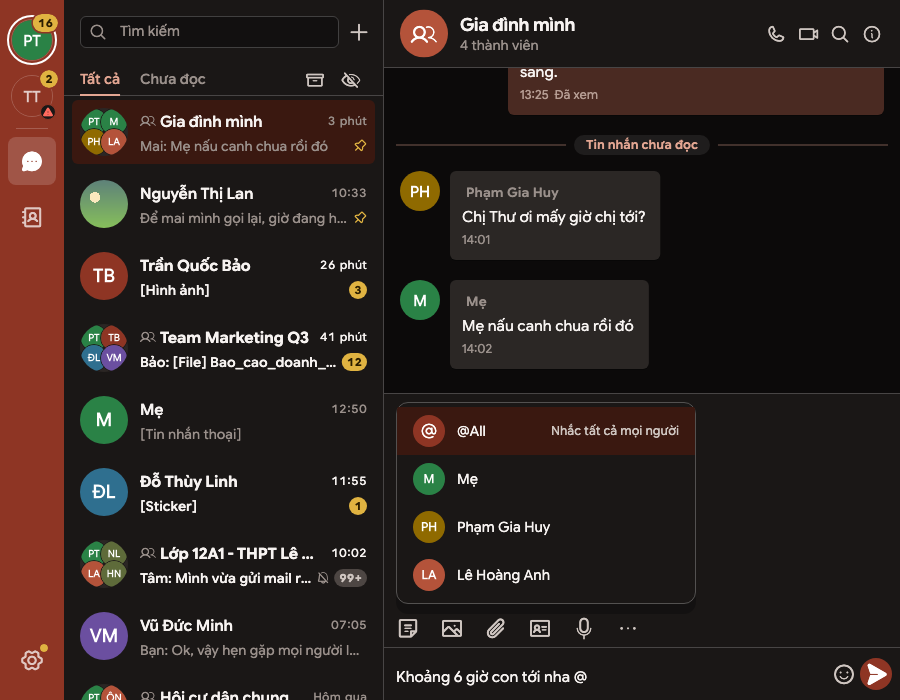 16
PT
2
TT
Tìm kiếm
Tất cả
Chưa đọc
PT M PH LA
Gia đình mình
3 phút
Mai: Mẹ nấu canh chua rồi đó
Nguyễn Thị Lan
10:33
Để mai mình gọi lại, giờ đang h...
TB
Trần Quốc Bảo
26 phút
[Hình ảnh]
3
PT TB ĐL VM
Team Marketing Q3
41 phút
Bảo: [File] Bao_cao_doanh_...
12
M
Mẹ
12:50
[Tin nhắn thoại]
ĐL
Đỗ Thùy Linh
11:55
[Sticker]
1
PT NL LA HN
Lớp 12A1 - THPT Lê ...
10:02
Tâm: Mình vừa gửi mail r...
99+
VM
Vũ Đức Minh
07:05
Bạn: Ok, vậy hẹn gặp mọi người l...
PT ÔN
Hội cư dân chung
Hôm qua
Gia đình mình
4 thành viên
sáng.
13:25 Đã xem
Tin nhắn chưa đọc
PH
Phạm Gia Huy
Chị Thư ơi mấy giờ chị tới?
14:01
M
Mẹ
Mẹ nấu canh chua rồi đó
14:02
@
@All
Nhắc tất cả mọi người
M
Mẹ
PH
Phạm Gia Huy
LA
Lê Hoàng Anh
Khoảng 6 giờ con tới nha @